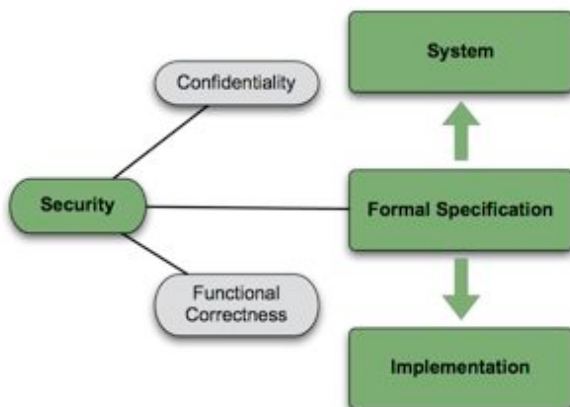 System
Confidentiality
Security
Formal Specification
Functional
Correctness
Implementation